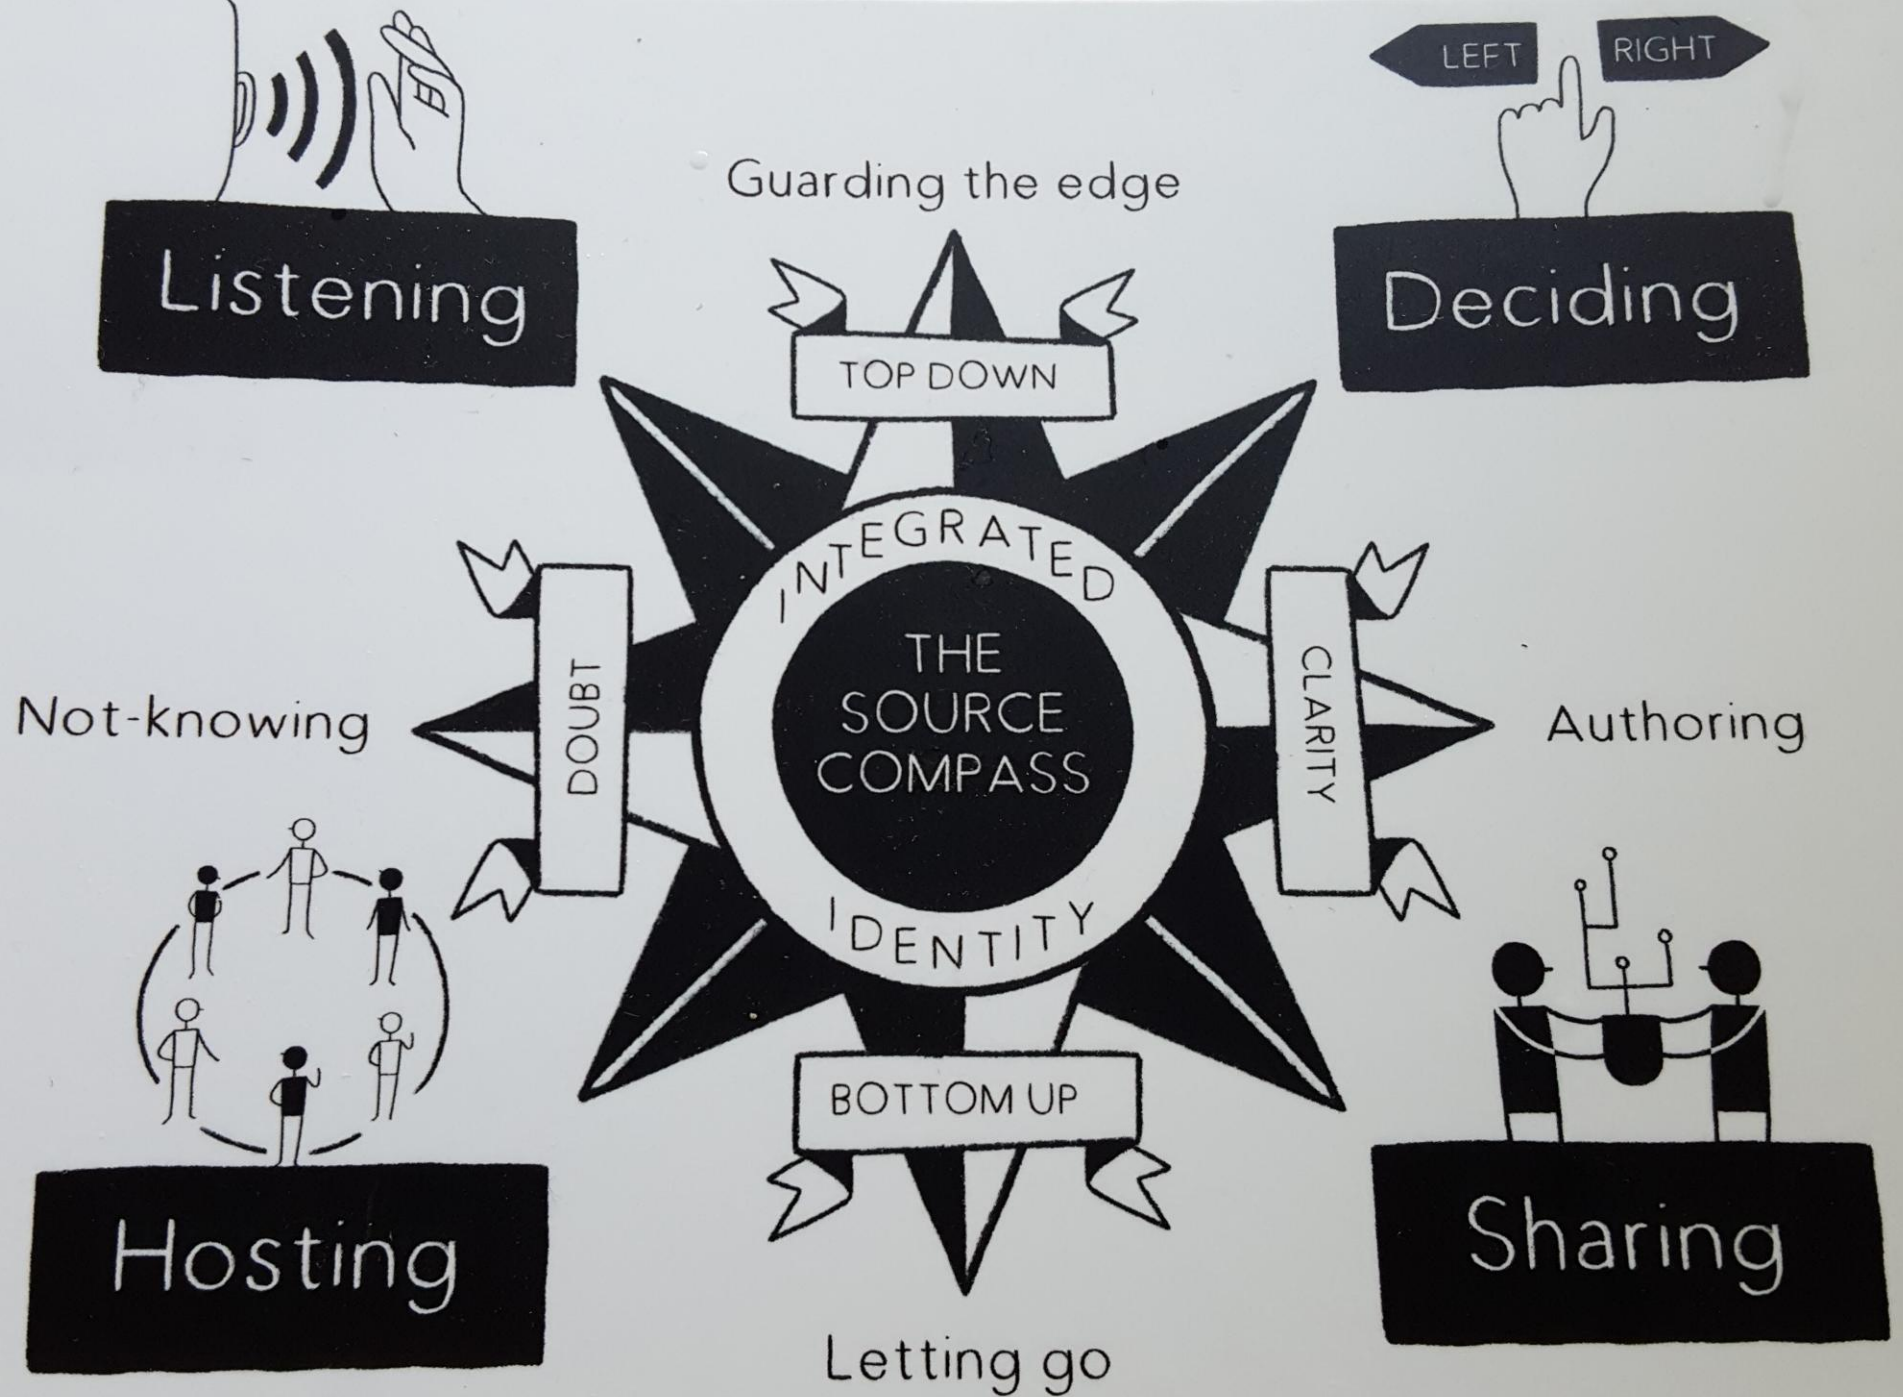 LEFT
RIGHT
Listening
Guarding the edge
Deciding
TOP DOWN
INTEGRATED
THE
SOURCE
COMPASS
IDENTITY
DOUBT
CLARITY
Not-knowing
Authoring
BOTTOM UP
Hosting
Sharing
Letting go